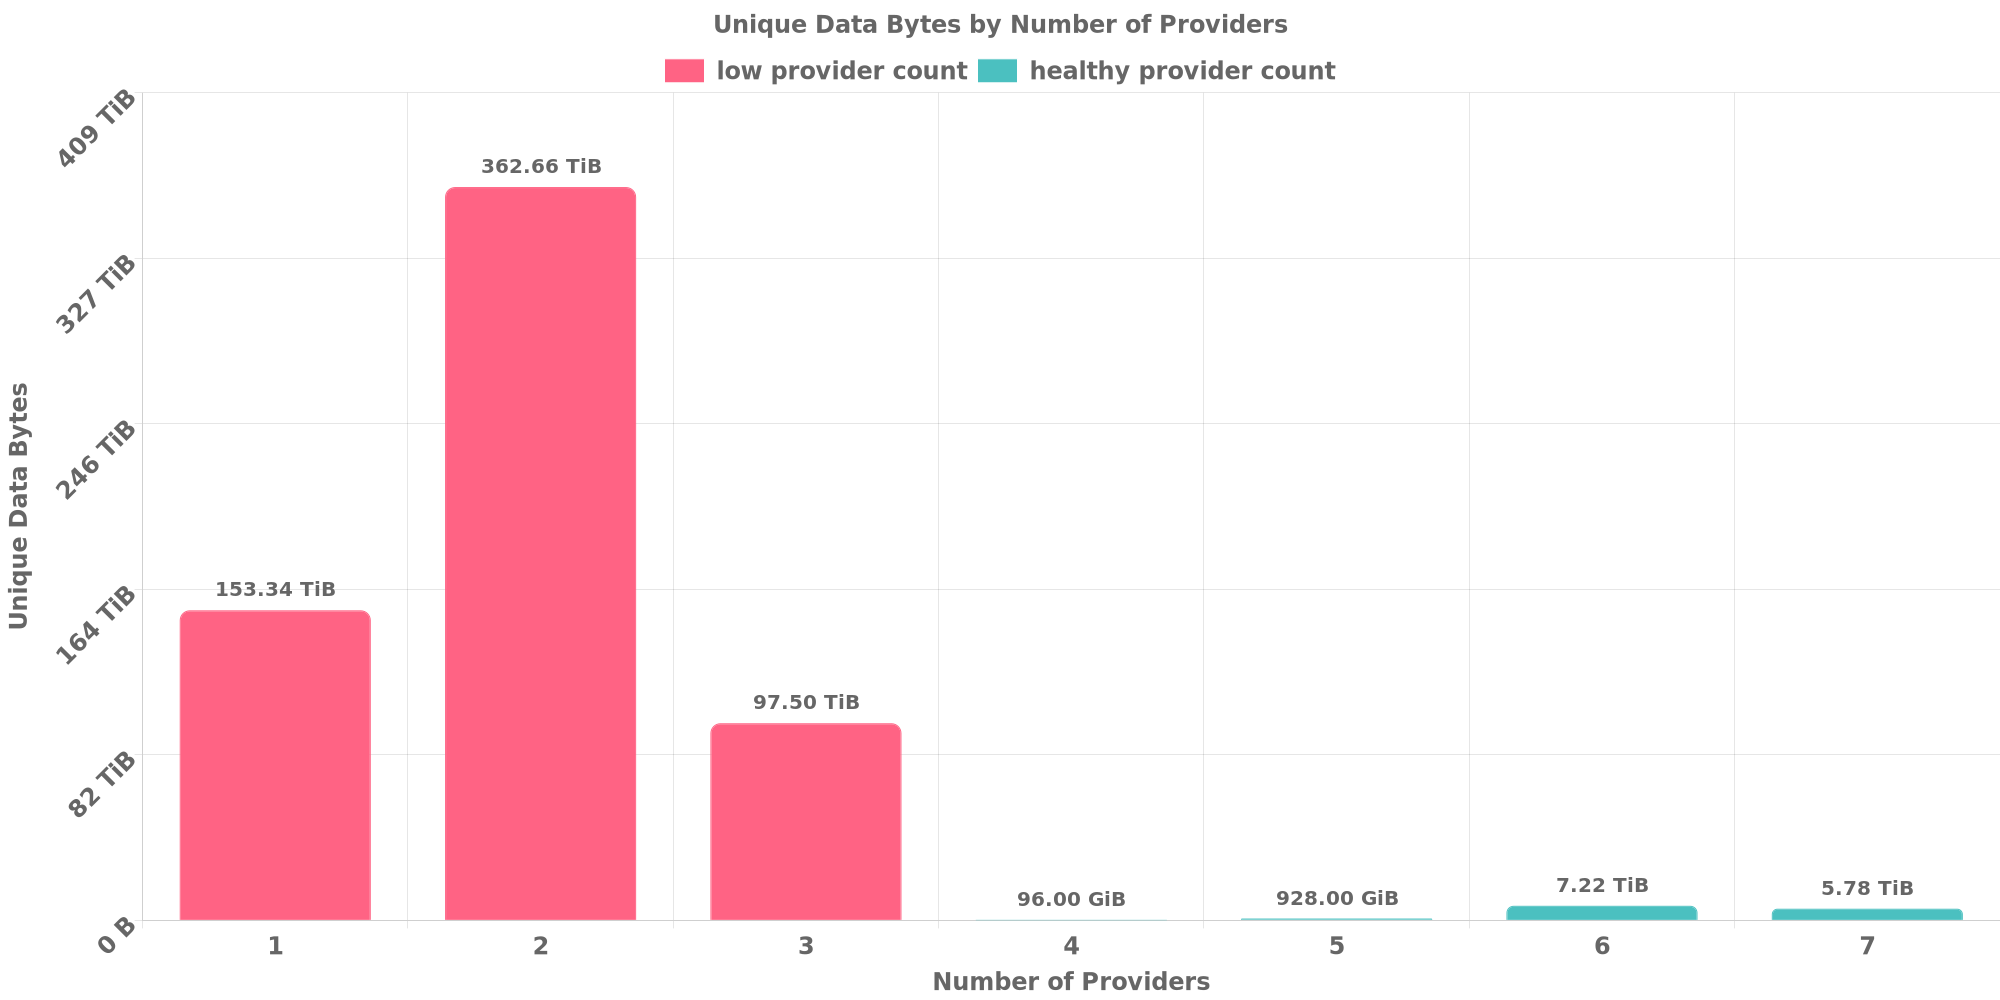 Unique Data Bytes by Number of Providers
low provider count
healthy provider count
Unique Data Bytes
409 TiB
327 TiB
246 TiB
164 TiB
82 TiB
0 B
153.34 TiB
362.66 TiB
97.50 TiB
96.00 GiB
928.00 GiB
7.22 TiB
5.78 TiB
1
2
3
4
5
6
7
Number of Providers